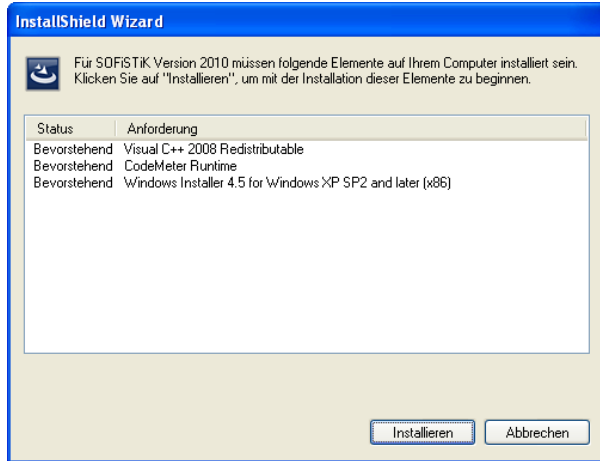 InstallShield Wizard
Für SOFiSTiK Version 2010 müssen folgende Elemente auf Ihrem Computer installiert sein.
Klicken Sie auf "Installieren", um mit der Installation dieser Elemente zu beginnen.
Status Anforderung
Bevorstehend Visual C++ 2008 Redistributable
Bevorstehend CodeMeter Runtime
Bevorstehend Windows Installer 4.5 for Windows XP SP2 and later (x86)
Installieren Abbrechen